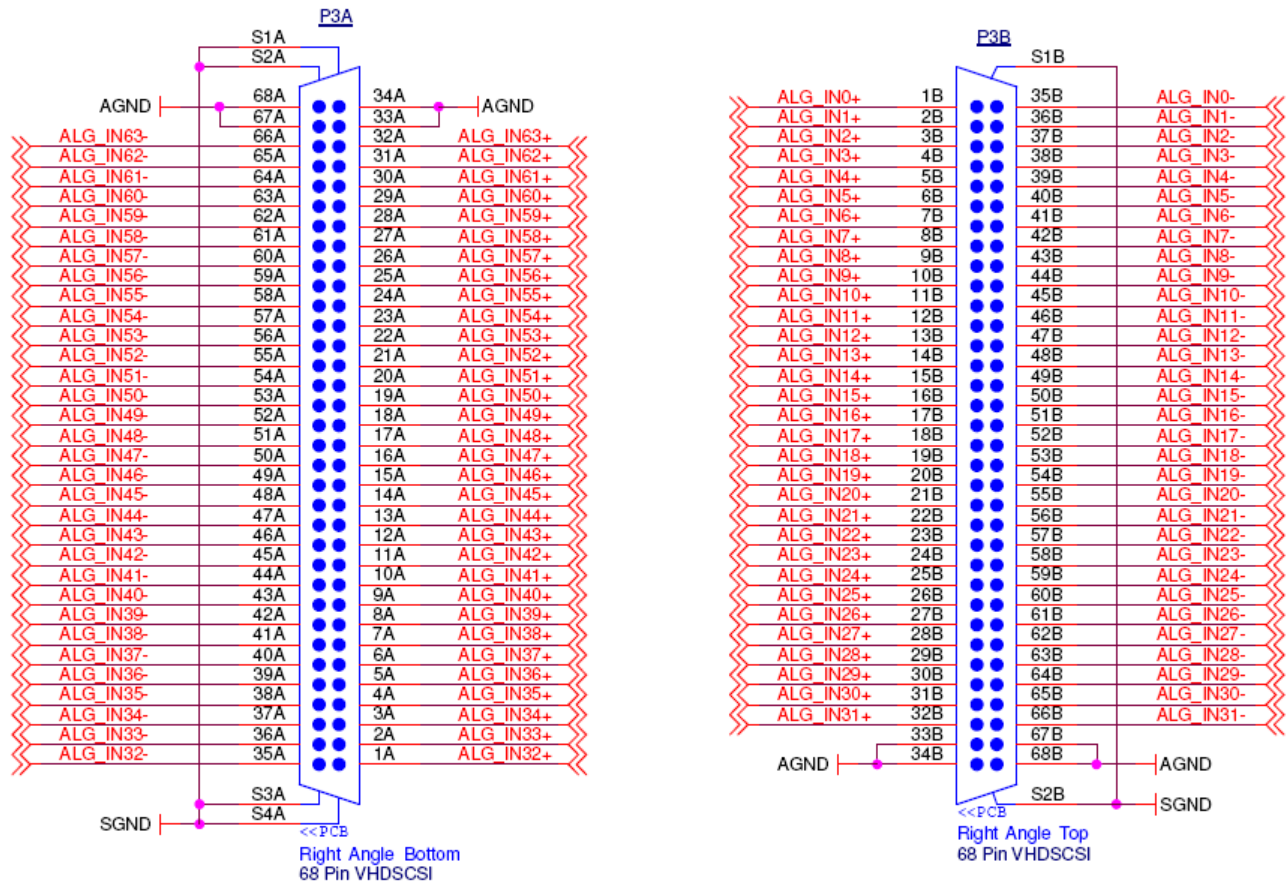 P3A
S1A
S2A
AGND 68A 34A AGND
67A 33A
ALG_IN63- 66A 32A ALG_IN63+
ALG_IN62- 65A 31A ALG_IN62+
ALG_IN61- 64A 30A ALG_IN61+
ALG_IN60- 63A 29A ALG_IN60+
ALG_IN59- 62A 28A ALG_IN59+
ALG_IN58- 61A 27A ALG_IN58+
ALG_IN57- 60A 26A ALG_IN57+
ALG_IN56- 59A 25A ALG_IN56+
ALG_IN55- 58A 24A ALG_IN55+
ALG_IN54- 57A 23A ALG_IN54+
ALG_IN53- 56A 22A ALG_IN53+
ALG_IN52- 55A 21A ALG_IN52+
ALG_IN51- 54A 20A ALG_IN51+
ALG_IN50- 53A 19A ALG_IN50+
ALG_IN49- 52A 18A ALG_IN49+
ALG_IN48- 51A 17A ALG_IN48+
ALG_IN47- 50A 16A ALG_IN47+
ALG_IN46- 49A 15A ALG_IN46+
ALG_IN45- 48A 14A ALG_IN45+
ALG_IN44- 47A 13A ALG_IN44+
ALG_IN43- 46A 12A ALG_IN43+
ALG_IN42- 45A 11A ALG_IN42+
ALG_IN41- 44A 10A ALG_IN41+
ALG_IN40- 43A 9A ALG_IN40+
ALG_IN39- 42A 8A ALG_IN39+
ALG_IN38- 41A 7A ALG_IN38+
ALG_IN37- 40A 6A ALG_IN37+
ALG_IN36- 39A 5A ALG_IN36+
ALG_IN35- 38A 4A ALG_IN35+
ALG_IN34- 37A 3A ALG_IN34+
ALG_IN33- 36A 2A ALG_IN33+
ALG_IN32- 35A 1A ALG_IN32+
S3A
SGND S4A
<<PCB
Right Angle Bottom
68 Pin VHDSCSI
P3B
S1B
ALG_IN0+ 1B 35B ALG_IN0-
ALG_IN1+ 2B 36B ALG_IN1-
ALG_IN2+ 3B 37B ALG_IN2-
ALG_IN3+ 4B 38B ALG_IN3-
ALG_IN4+ 5B 39B ALG_IN4-
ALG_IN5+ 6B 40B ALG_IN5-
ALG_IN6+ 7B 41B ALG_IN6-
ALG_IN7+ 8B 42B ALG_IN7-
ALG_IN8+ 9B 43B ALG_IN8-
ALG_IN9+ 10B 44B ALG_IN9-
ALG_IN10+ 11B 45B ALG_IN10-
ALG_IN11+ 12B 46B ALG_IN11-
ALG_IN12+ 13B 47B ALG_IN12-
ALG_IN13+ 14B 48B ALG_IN13-
ALG_IN14+ 15B 49B ALG_IN14-
ALG_IN15+ 16B 50B ALG_IN15-
ALG_IN16+ 17B 51B ALG_IN16-
ALG_IN17+ 18B 52B ALG_IN17-
ALG_IN18+ 19B 53B ALG_IN18-
ALG_IN19+ 20B 54B ALG_IN19-
ALG_IN20+ 21B 55B ALG_IN20-
ALG_IN21+ 22B 56B ALG_IN21-
ALG_IN22+ 23B 57B ALG_IN22-
ALG_IN23+ 24B 58B ALG_IN23-
ALG_IN24+ 25B 59B ALG_IN24-
ALG_IN25+ 26B 60B ALG_IN25-
ALG_IN26+ 27B 61B ALG_IN26-
ALG_IN27+ 28B 62B ALG_IN27-
ALG_IN28+ 29B 63B ALG_IN28-
ALG_IN29+ 30B 64B ALG_IN29-
ALG_IN30+ 31B 65B ALG_IN30-
ALG_IN31+ 32B 66B ALG_IN31-
33B 67B
AGND 34B 68B AGND
S2B SGND
<<PCB
Right Angle Top
68 Pin VHDSCSI